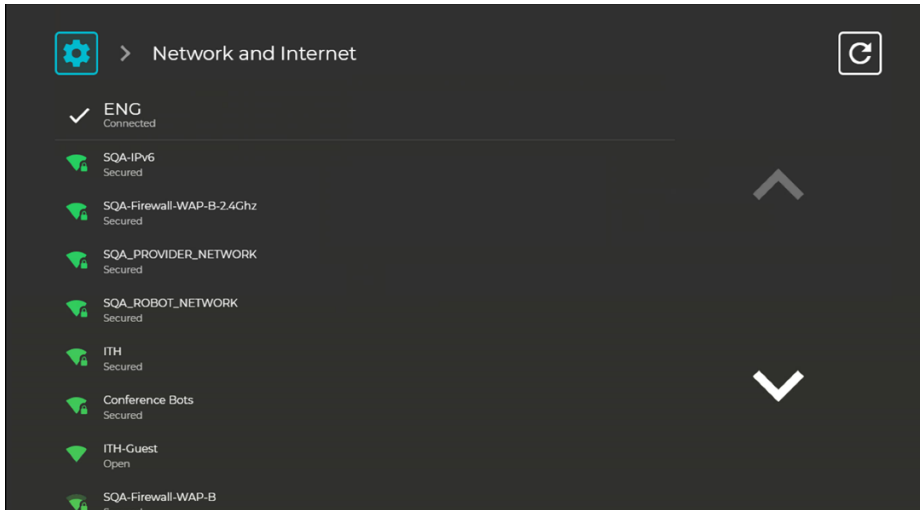 Network and Internet
ENG
Connected
SQA-IPv6
Secured
SQA-Firewall-WAP-B-2.4Ghz
Secured
SQA_PROVIDER_NETWORK
Secured
SQA_ROBOT_NETWORK
Secured
ITH
Secured
Conference Bots
Secured
ITH-Guest
Open
SQA-Firewall-WAP-B